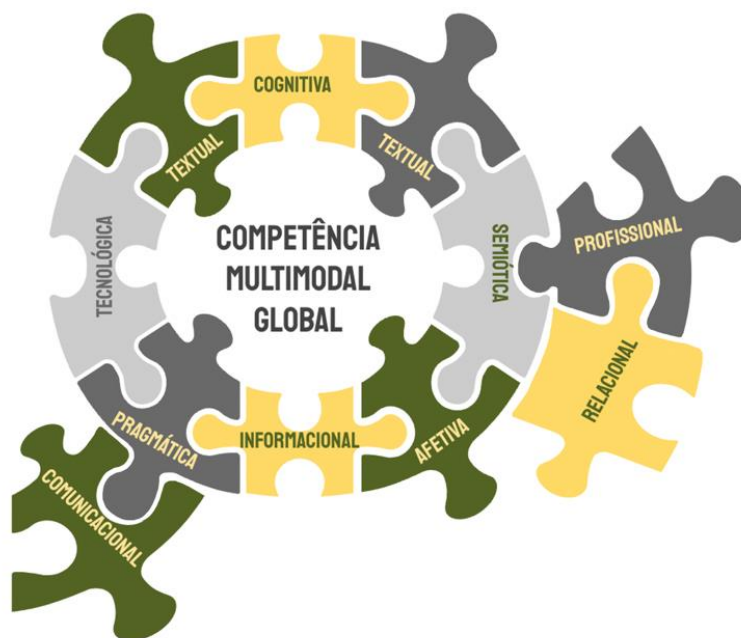 COGNITIVA
TEXTUAL
TEXTUAL
TECNOLÓGICA
COMPETÊNCIA
MULTIMODAL
GLOBAL
SEMIÓTICA
PROFISSIONAL
RELACIONAL
PRAGMÁTICA
INFORMACIONAL
AFETIVA
COMUNICACIONAL